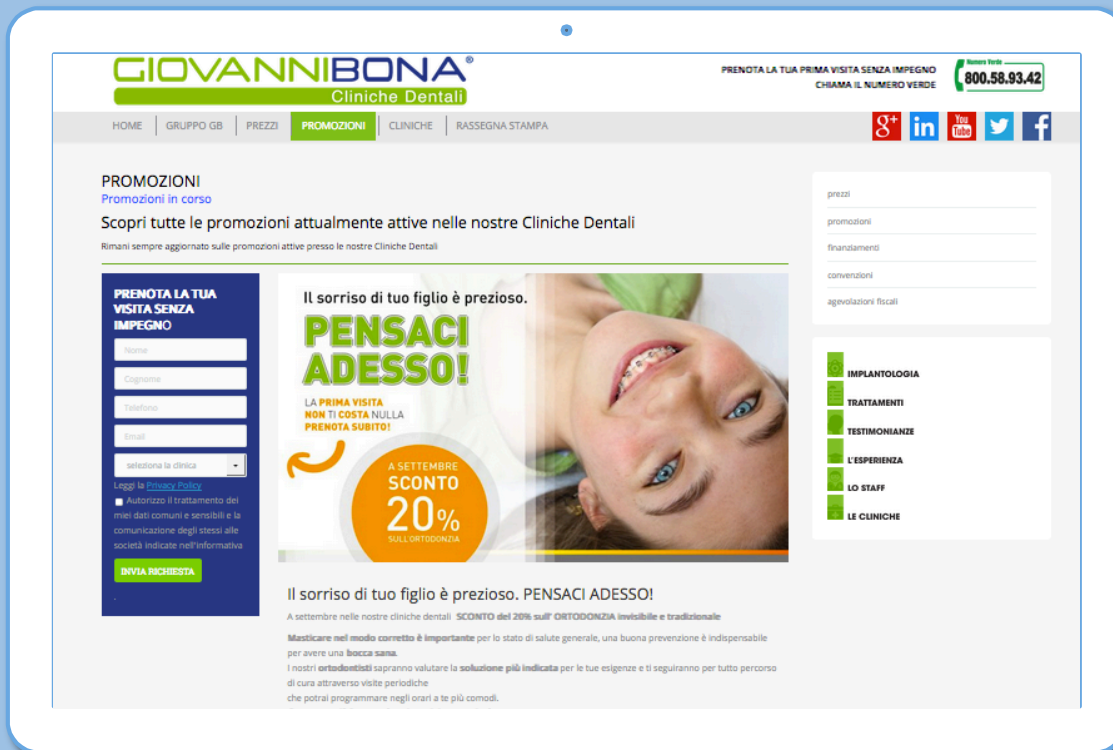 GIOVANNIBONA®
Cliniche Dentali
PRENOTA LA TUA PRIMA VISITA SENZA IMPEGNO
CHIAMA IL NUMERO VERDE
Numero Verde
800.58.93.42
HOME
GRUPPO GB
PREZZI
PROMOZIONI
CLINICHE
RASSEGNA STAMPA
g+
in
You
Tube
f
PROMOZIONI
Promozioni in corso
Scopri tutte le promozioni attualmente attive nelle nostre Cliniche Dentali
Rimani sempre aggiornato sulle promozioni attive presso le nostre Cliniche Dentali
PRENOTA LA TUA
VISITA SENZA
IMPEGNO
Nome
Cognome
Telefono
Email
seleziona la clinica
Leggi la Privacy Policy
Autorizzo il trattamento dei
miei dati comuni e sensibili e la
comunicazione degli stessi alle
società indicate nell'informativa
INVIA RICHIESTA
.
Il sorriso di tuo figlio è prezioso.
PENSACI
ADESSO!
LA PRIMA VISITA
NON TI COSTA NULLA
PRENOTA SUBITO!
A SETTEMBRE
SCONTO
20%
SULL'ORTODONZIA
Il sorriso di tuo figlio è prezioso. PENSACI ADESSO!
A settembre nelle nostre cliniche dentali SCONTO del 20% sull' ORTODONZIA invisibile e tradizionale
Masticare nel modo corretto è importante per lo stato di salute generale, una buona prevenzione è indispensabile
per avere una bocca sana.
I nostri ortodontisti sapranno valutare la soluzione più indicata per le tue esigenze e ti seguiranno per tutto percorso
di cura attraverso visite periodiche
che potrai programmare negli orari a te più comodi.
prezzi
promozioni
finanziamenti
convenzioni
agevolazioni fiscali
IMPLANTOLOGIA
TRATTAMENTI
TESTIMONIANZE
L'ESPERIENZA
LO STAFF
LE CLINICHE